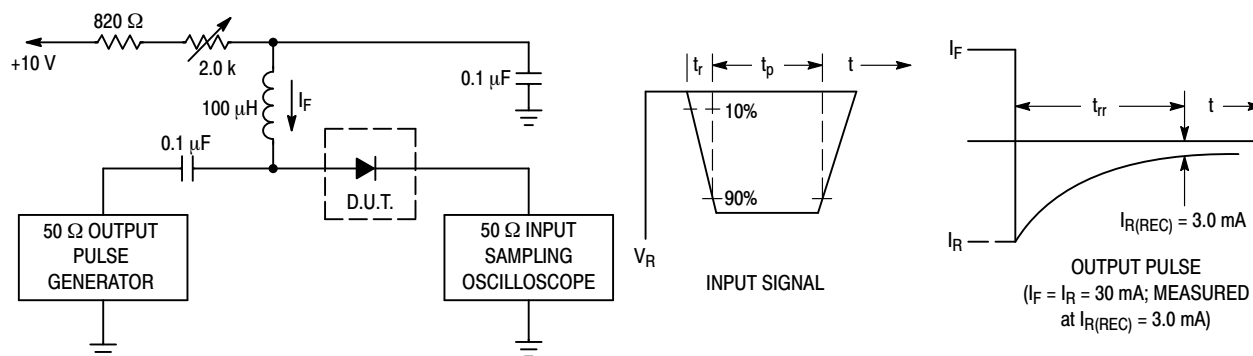 820 Ω
+10 V
2.0 k
100 µH
I_F
0.1 µF
0.1 µF
D.U.T.
50 Ω OUTPUT
PULSE
GENERATOR
50 Ω INPUT
SAMPLING
OSCILLOSCOPE
t_r
t_p
t
10%
90%
V_R
INPUT SIGNAL
I_F
t_rr
t
I_R
I_R(REC) = 3.0 mA
OUTPUT PULSE
(I_F = I_R = 30 mA; MEASURED
at I_R(REC) = 3.0 mA)